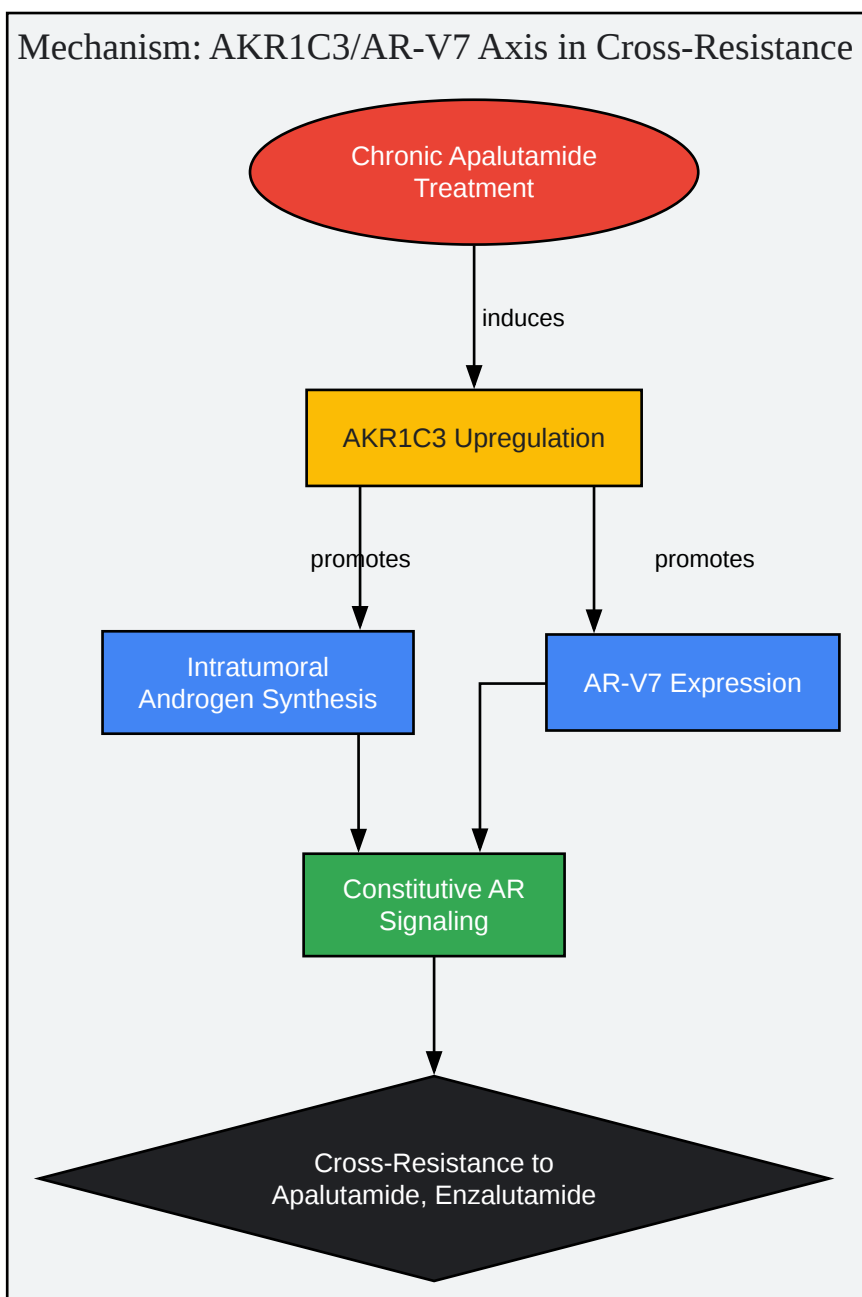 Mechanism: AKR1C3/AR-V7 Axis in Cross-Resistance
Chronic Apalutamide
Treatment
induces
AKR1C3 Upregulation
promotes
promotes
Intratumoral
Androgen Synthesis
AR-V7 Expression
Constitutive AR
Signaling
Cross-Resistance to
Apalutamide, Enzalutamide